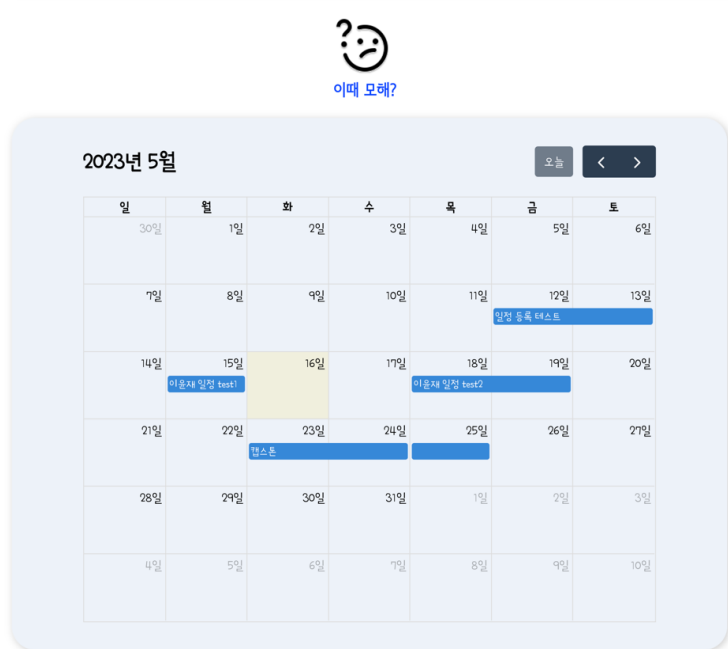 이때 모해?
2023년 5월
오늘
일 월 화 수 목 금 토
30일 1일 2일 3일 4일 5일 6일
7일 8일 9일 10일 11일 12일 13일
일정 등록 테스트
14일 15일 16일 17일 18일 19일 20일
이윤재 일정 test1 이윤재 일정 test2
21일 22일 23일 24일 25일 26일 27일
캡스톤
28일 29일 30일 31일 1일 2일 3일
4일 5일 6일 7일 8일 9일 10일